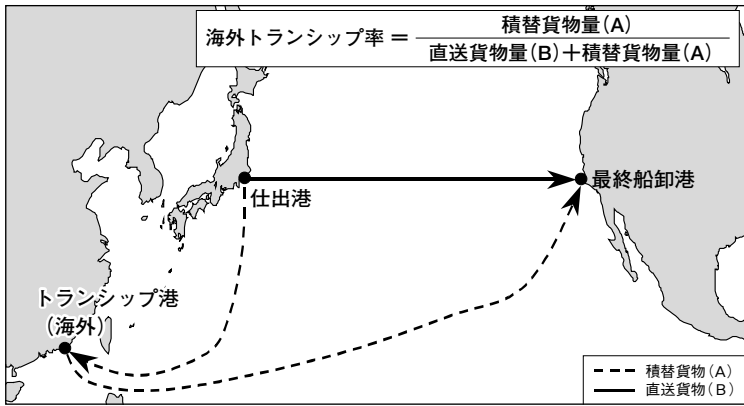 海外トランシップ率 = 積替貨物量(A)
直送貨物量(B)+積替貨物量(A)
最終船卸港
仕出港
トランシップ港
(海外)
積替貨物(A)
直送貨物(B)